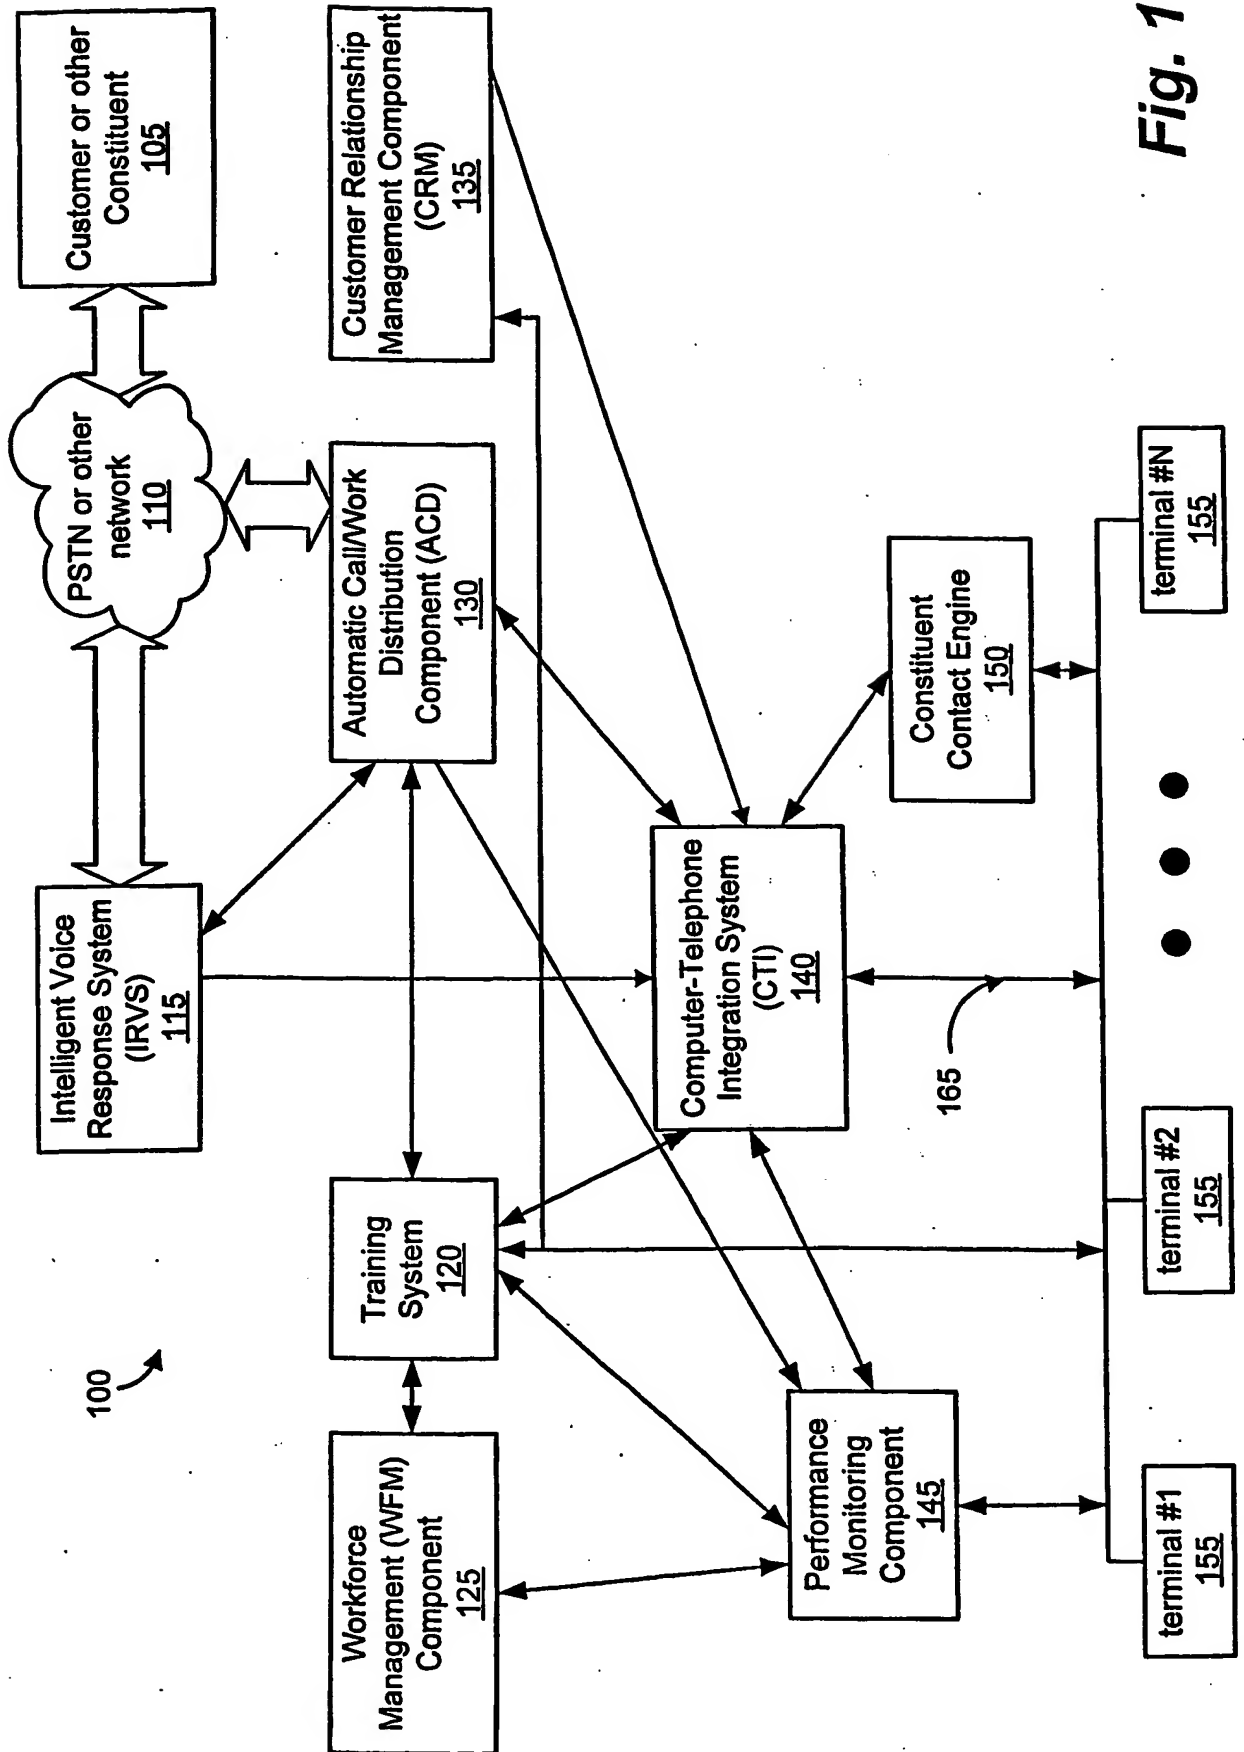 Customer or other
Constituent
105
PSTN or other
network
110
Intelligent Voice
Response System
(IRVS)
115
Customer Relationship
Management Component
(CRM)
135
Automatic Call/Work
Distribution
Component (ACD)
130
Training
System
120
Workforce
Management (WFM)
Component
125
100
Computer-Telephone
Integration System
(CTI)
140
Constituent
Contact Engine
150
Performance
Monitoring
Component
145
165
terminal #1
155
terminal #2
155
terminal #N
155
Fig. 1